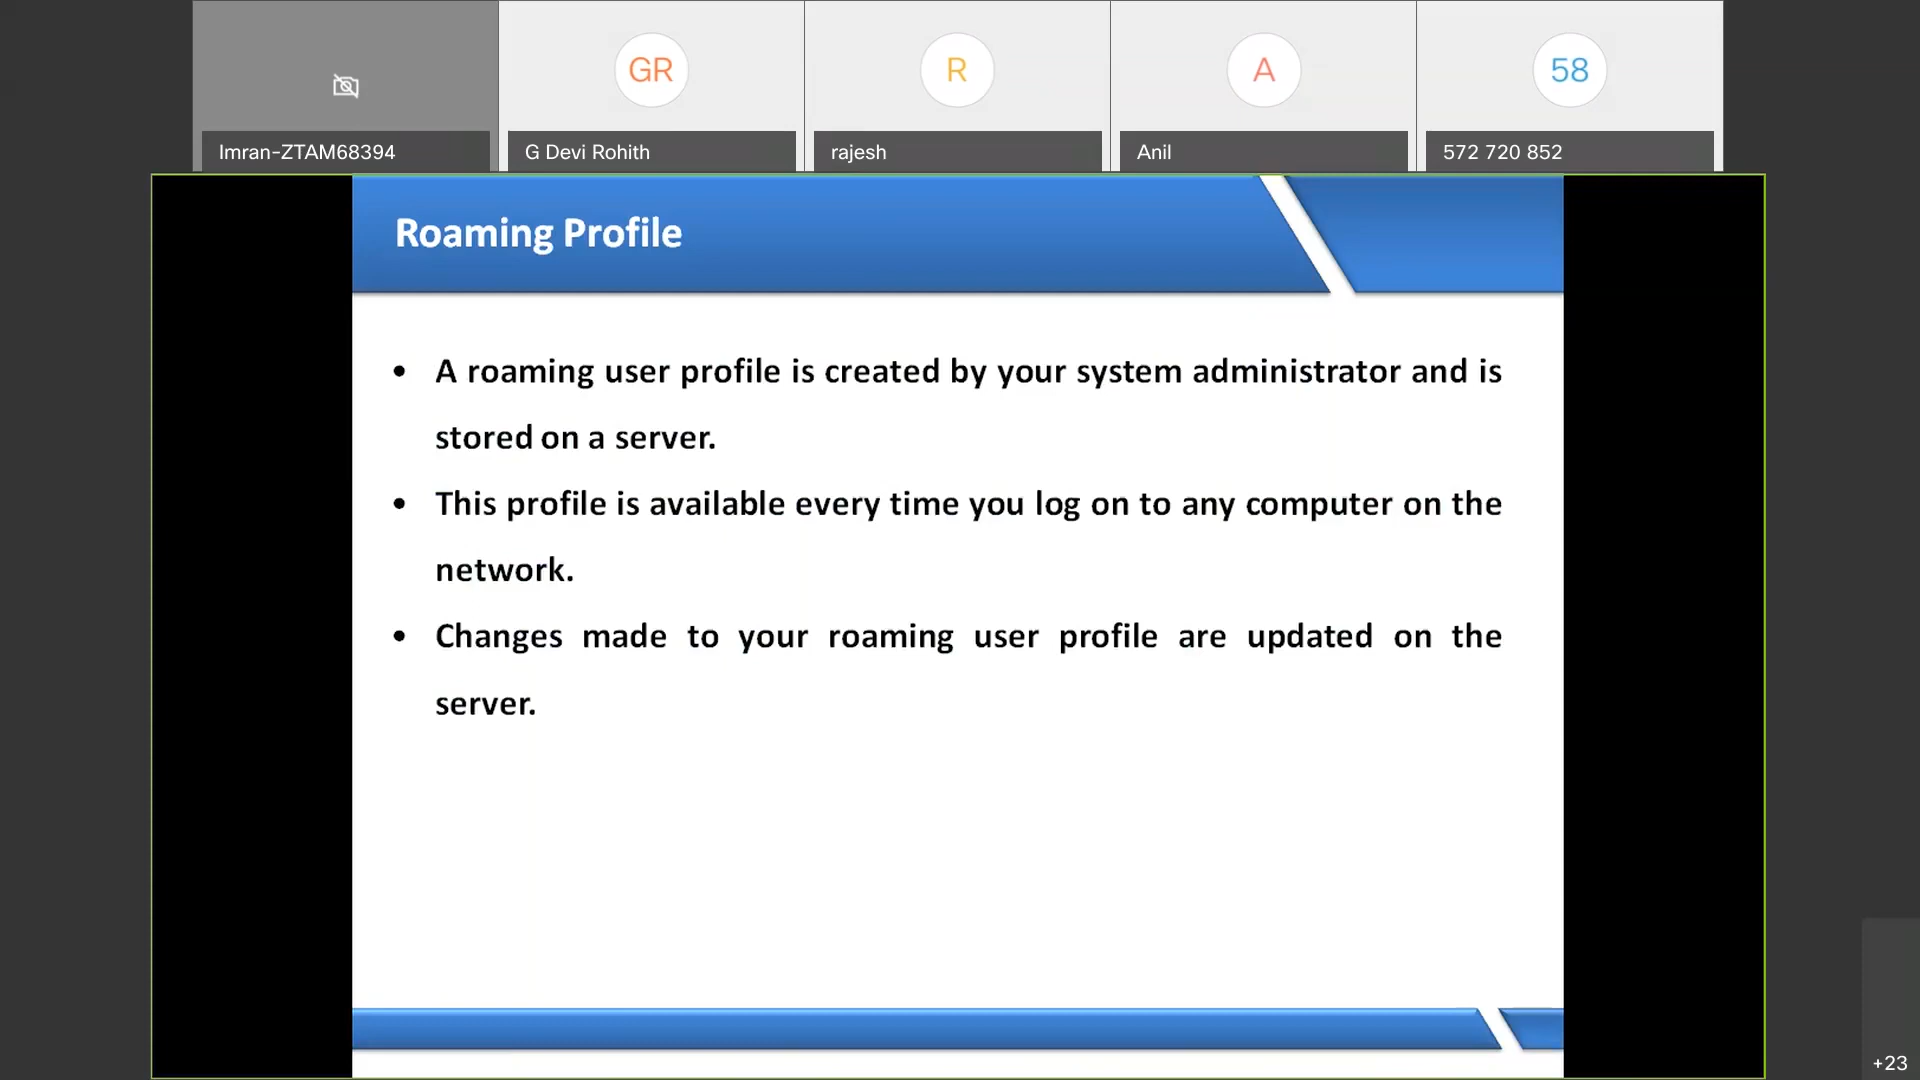 GR
R
A
58
Imran-ZTAM68394
G Devi Rohith
rajesh
Anil
572 720 852
Roaming Profile
• A roaming user profile is created by your system administrator and is
stored on a server.
• This profile is available every time you log on to any computer on the
network.
• Changes made to your roaming user profile are updated on the
server.
+23